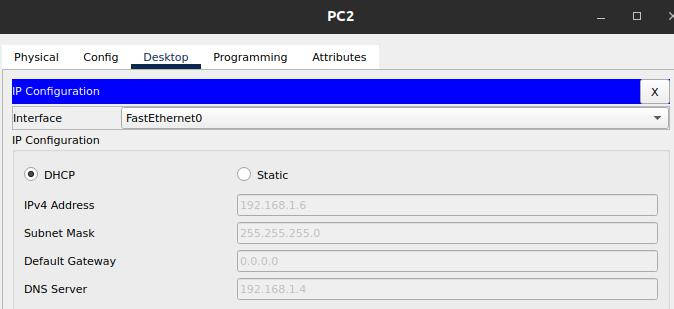 PC2
Physical Config Desktop Programming Attributes
IP Configuration X
Interface FastEthernet0
IP Configuration
DHCP Static
IPv4 Address 192.168.1.6
Subnet Mask 255.255.255.0
Default Gateway 0.0.0.0
DNS Server 192.168.1.4